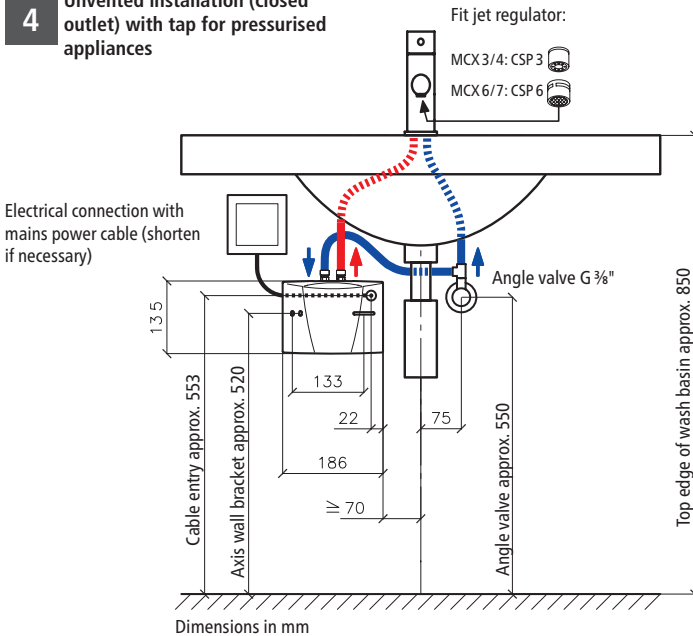 4
Unvented installation (closed
outlet) with tap for pressurised
appliances
Fit jet regulator:
MCX 3/4: CSP 3
MCX 6/7: CSP 6
Electrical connection with
mains power cable (shorten
if necessary)
Angle valve G ⅜"
135
133
22
75
186
≧ 70
Cable entry approx. 553
Axis wall bracket approx. 520
Angle valve approx. 550
Top edge of wash basin approx. 850
Dimensions in mm